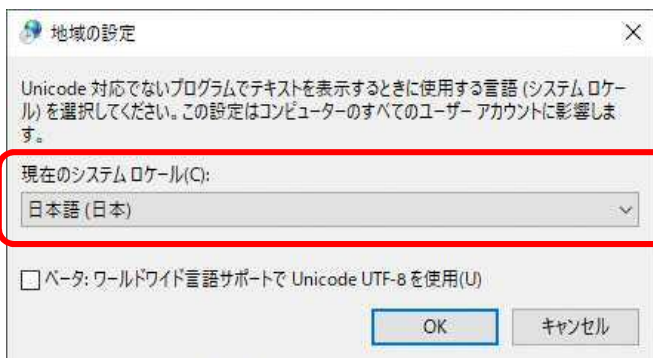 地域の設定
Unicode 対応でないプログラムでテキストを表示するときに使用する言語 (システム ロケー
ル) を選択してください。この設定はコンピューターのすべてのユーザー アカウントに影響しま
す。
現在のシステム ロケール(C):
日本語 (日本)
ベータ: ワールドワイド言語サポートで Unicode UTF-8 を使用(U)
OK
キャンセル